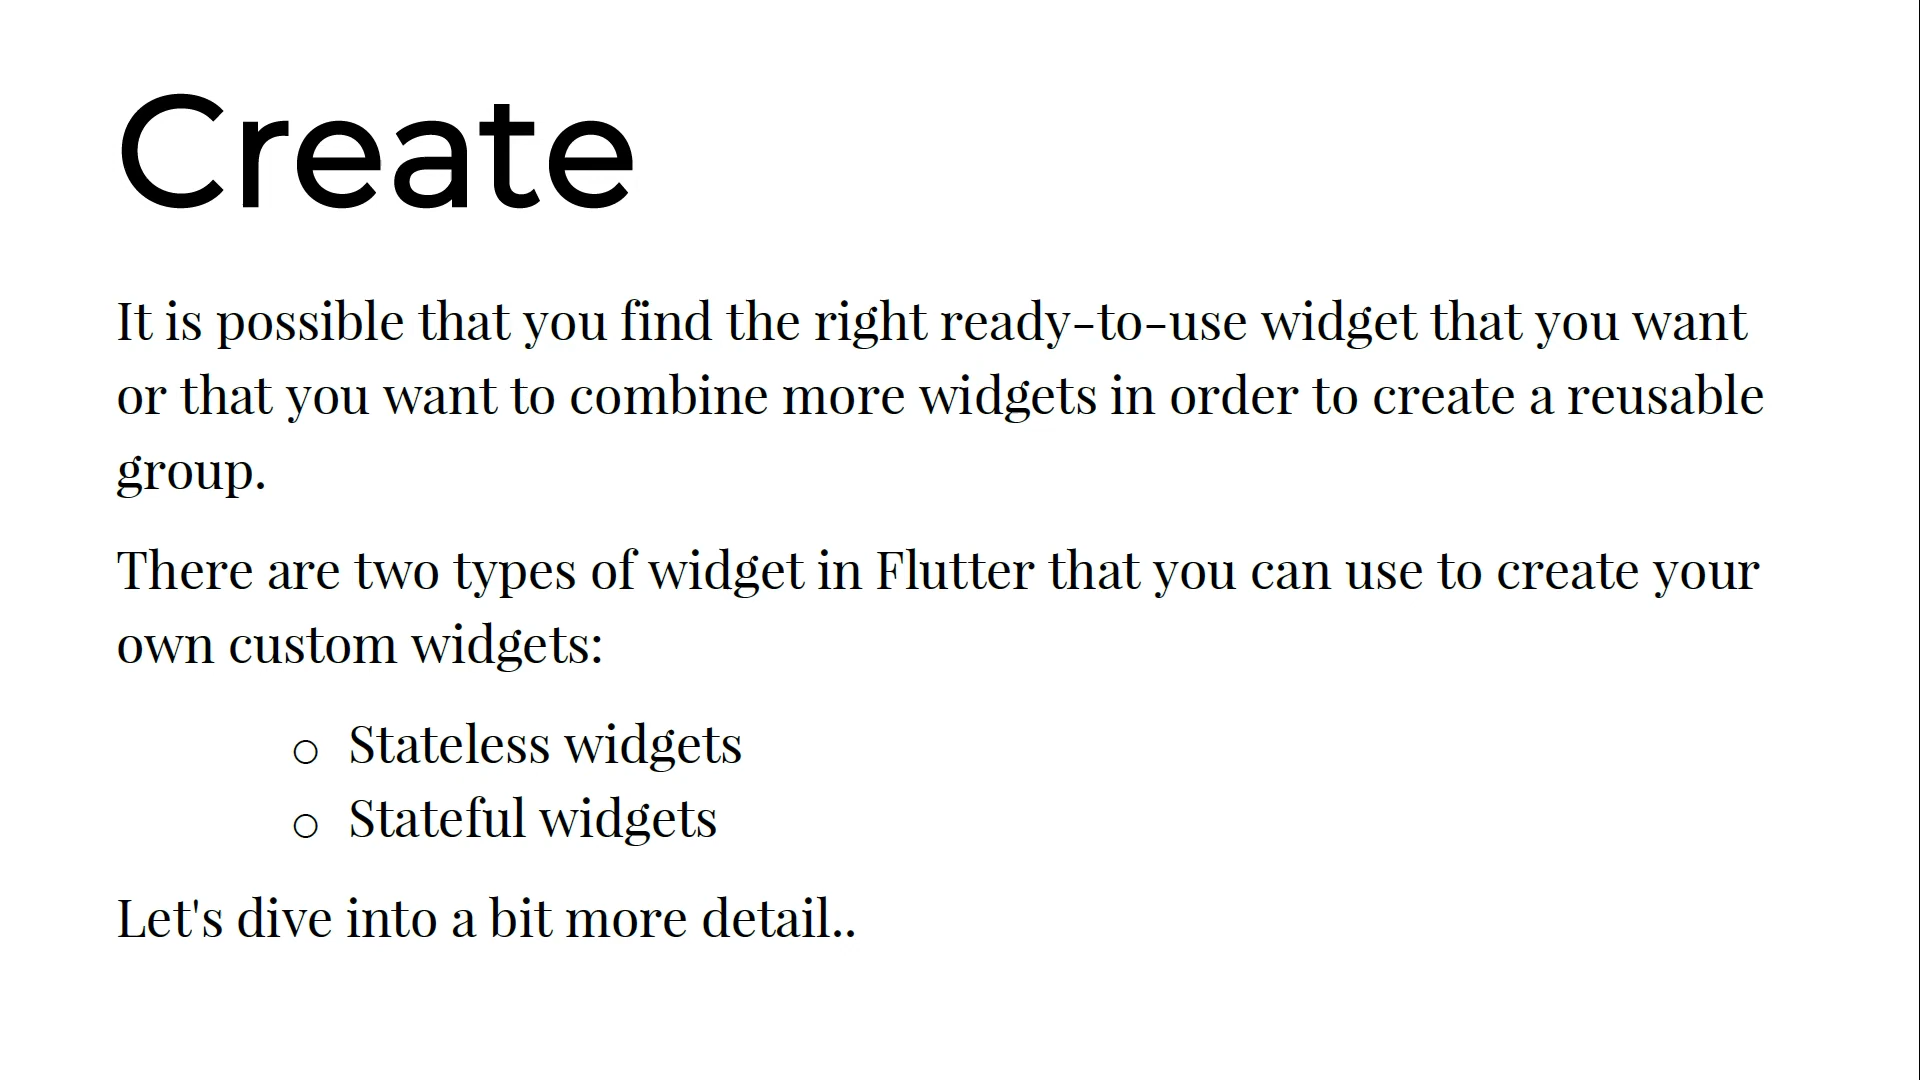 Create
It is possible that you find the right ready-to-use widget that you want
or that you want to combine more widgets in order to create a reusable
group.
There are two types of widget in Flutter that you can use to create your
own custom widgets:
○ Stateless widgets
○ Stateful widgets
Let's dive into a bit more detail..